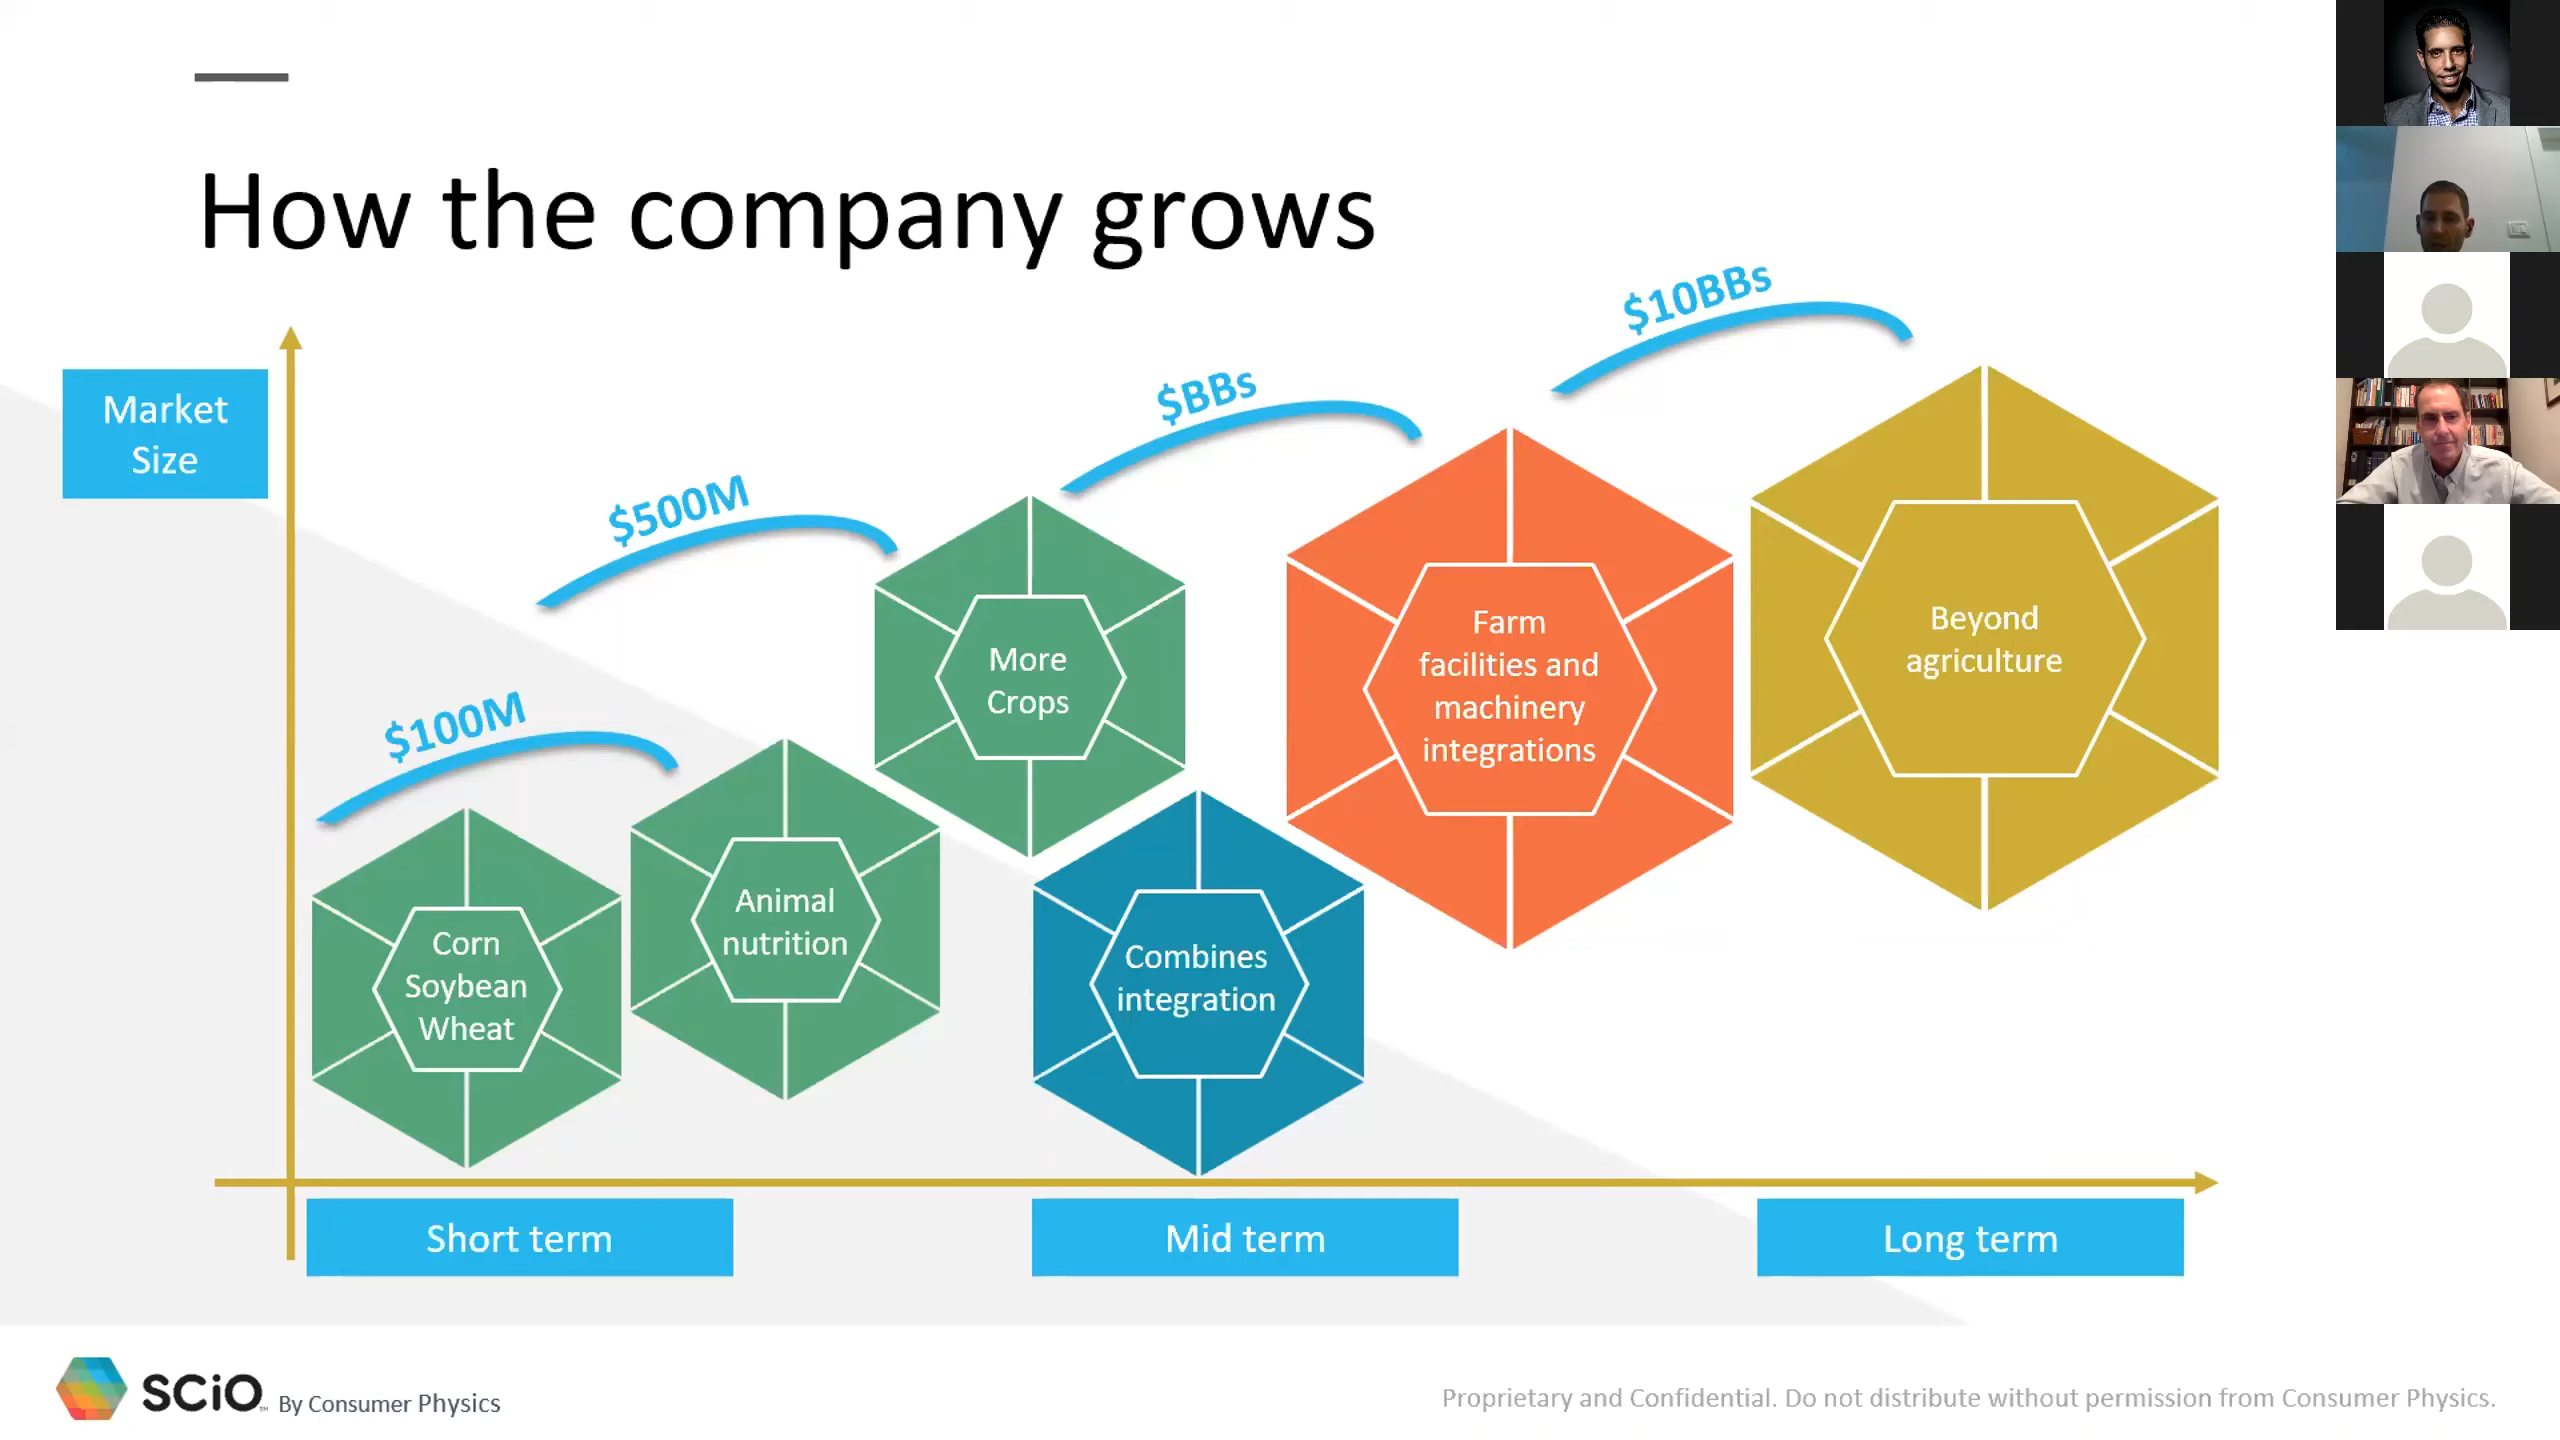 How the company grows
Market
Size
$100M
$500M
$BBs
$10BBs
Corn
Soybean
Wheat
Animal
nutrition
More
Crops
Combines
integration
Farm
facilities and
machinery
integrations
Beyond
agriculture
Short term
Mid term
Long term
SCiO™ By Consumer Physics
Proprietary and Confidential. Do not distribute without permission from Consumer Physics.